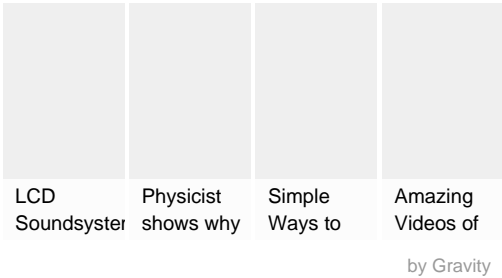 LCD
Soundsyster
Physicist
shows why
Simple
Ways to
Amazing
Videos of
by Gravity